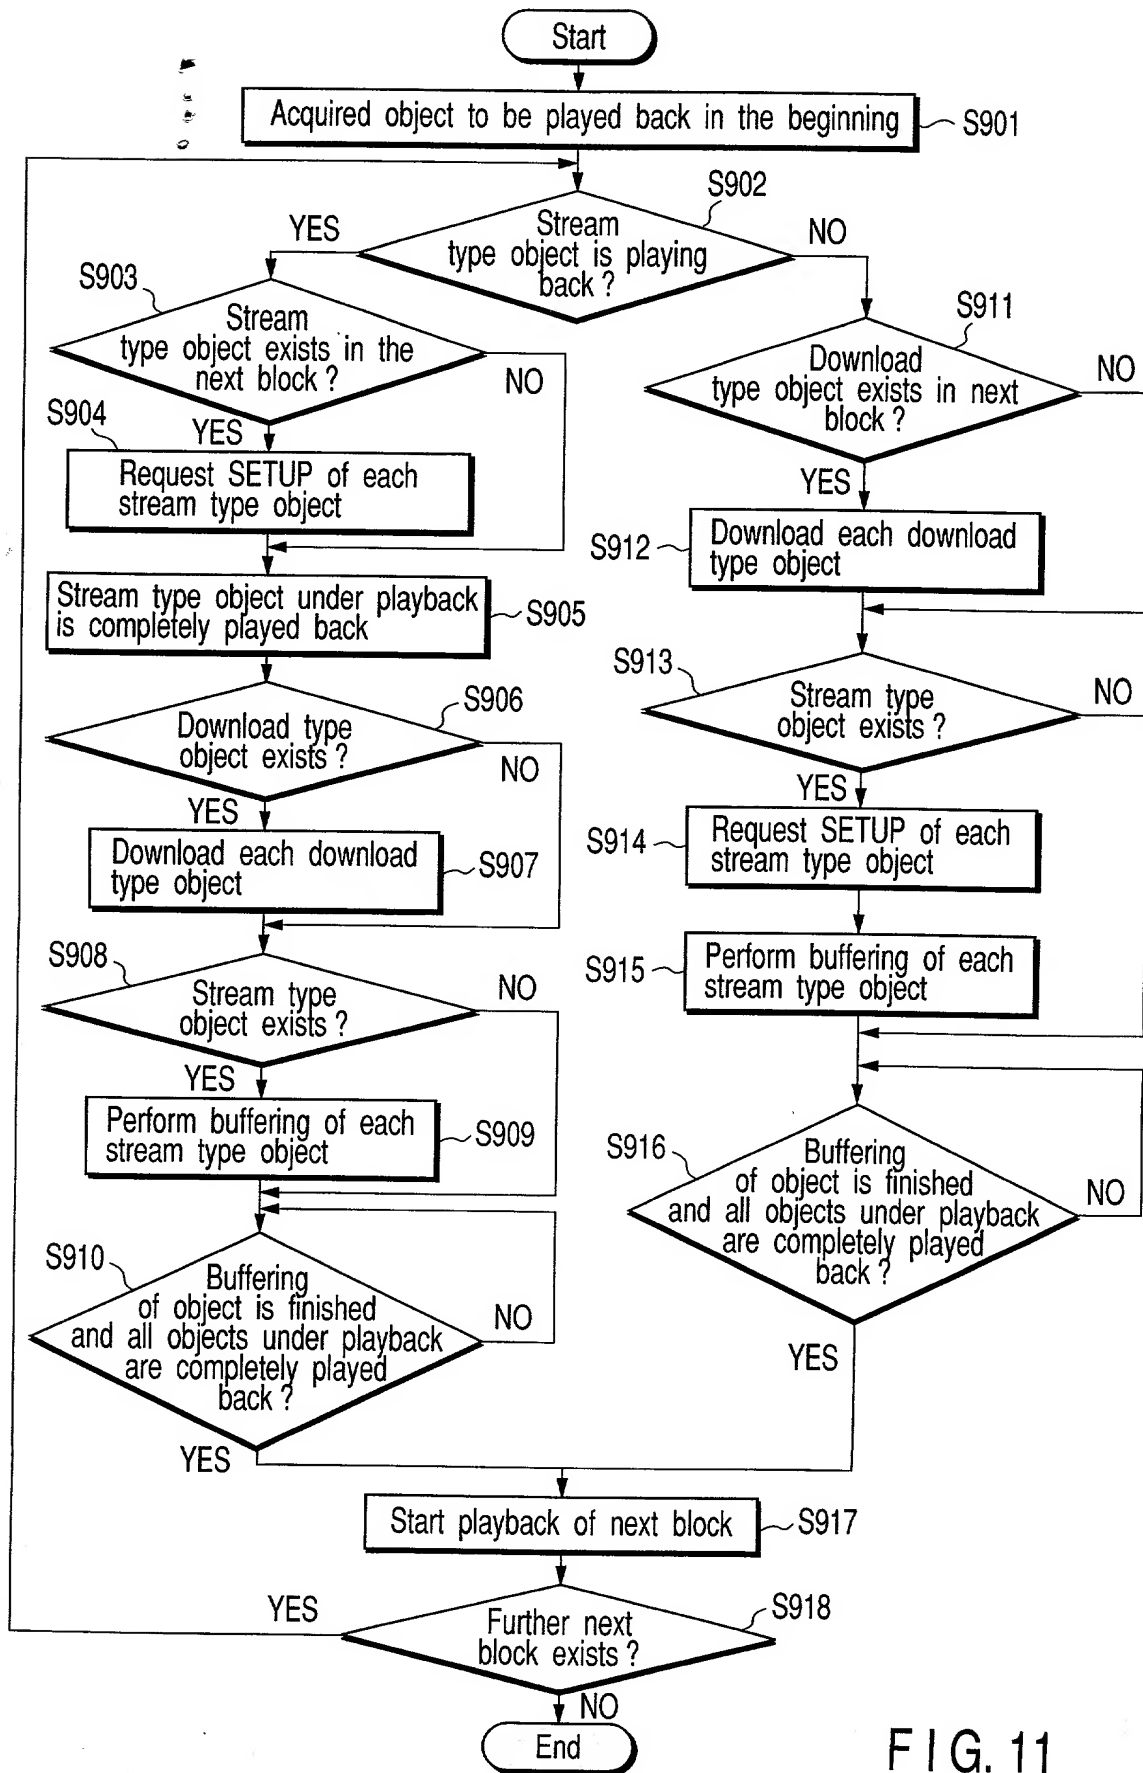 Start
Acquired object to be played back in the beginning
S901
S902
Stream
type object is playing
back ?
YES
NO
S903
Stream
type object exists in the
next block ?
NO
YES
S904
Request SETUP of each
stream type object
Stream type object under playback
is completely played back
S905
S906
Download type
object exists ?
NO
YES
Download each download
type object
S907
S908
Stream type
object exists ?
NO
YES
Perform buffering of each
stream type object
S909
S910
Buffering
of object is finished
and all objects under playback
are completely played
back ?
NO
YES
S911
Download
type object exists in next
block ?
NO
YES
S912
Download each download
type object
S913
Stream type
object exists ?
NO
YES
S914
Request SETUP of each
stream type object
S915
Perform buffering of each
stream type object
S916
Buffering
of object is finished
and all objects under playback
are completely played
back ?
NO
YES
Start playback of next block
S917
S918
Further next
block exists ?
YES
NO
End
FIG. 11